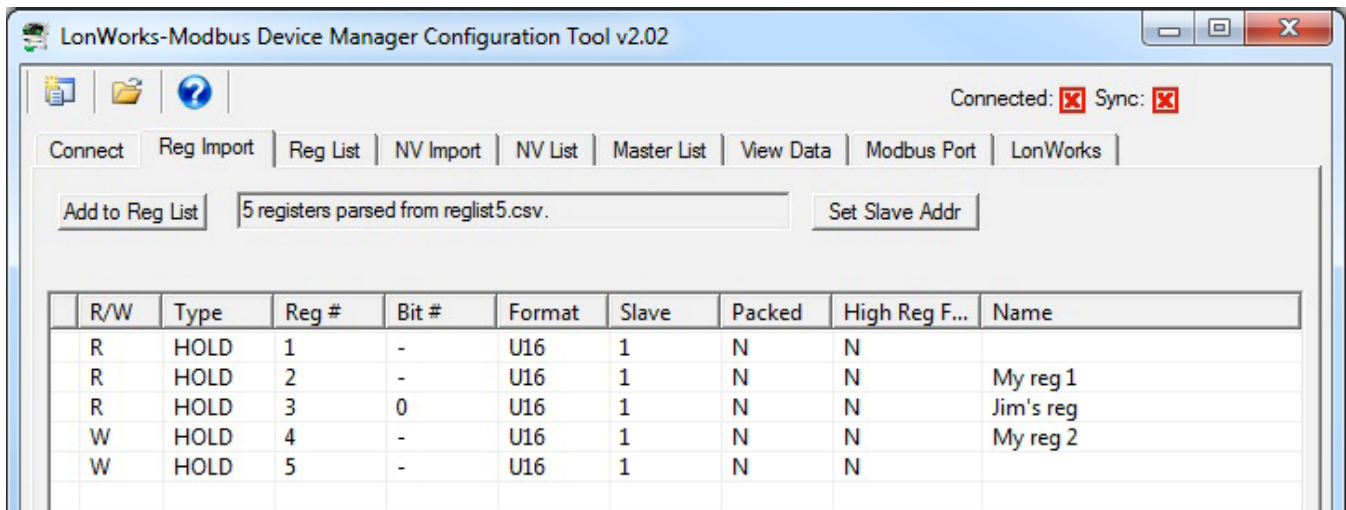 LonWorks-Modbus Device Manager Configuration Tool v2.02
Connected: Sync:
Connect Reg Import Reg List NV Import NV List Master List View Data Modbus Port LonWorks
Add to Reg List 5 registers parsed from reglist5.csv. Set Slave Addr
R/W Type Reg # Bit # Format Slave Packed High Reg F... Name
R HOLD 1 - U16 1 N N
R HOLD 2 - U16 1 N N My reg 1
R HOLD 3 0 U16 1 N N Jim's reg
W HOLD 4 - U16 1 N N My reg 2
W HOLD 5 - U16 1 N N